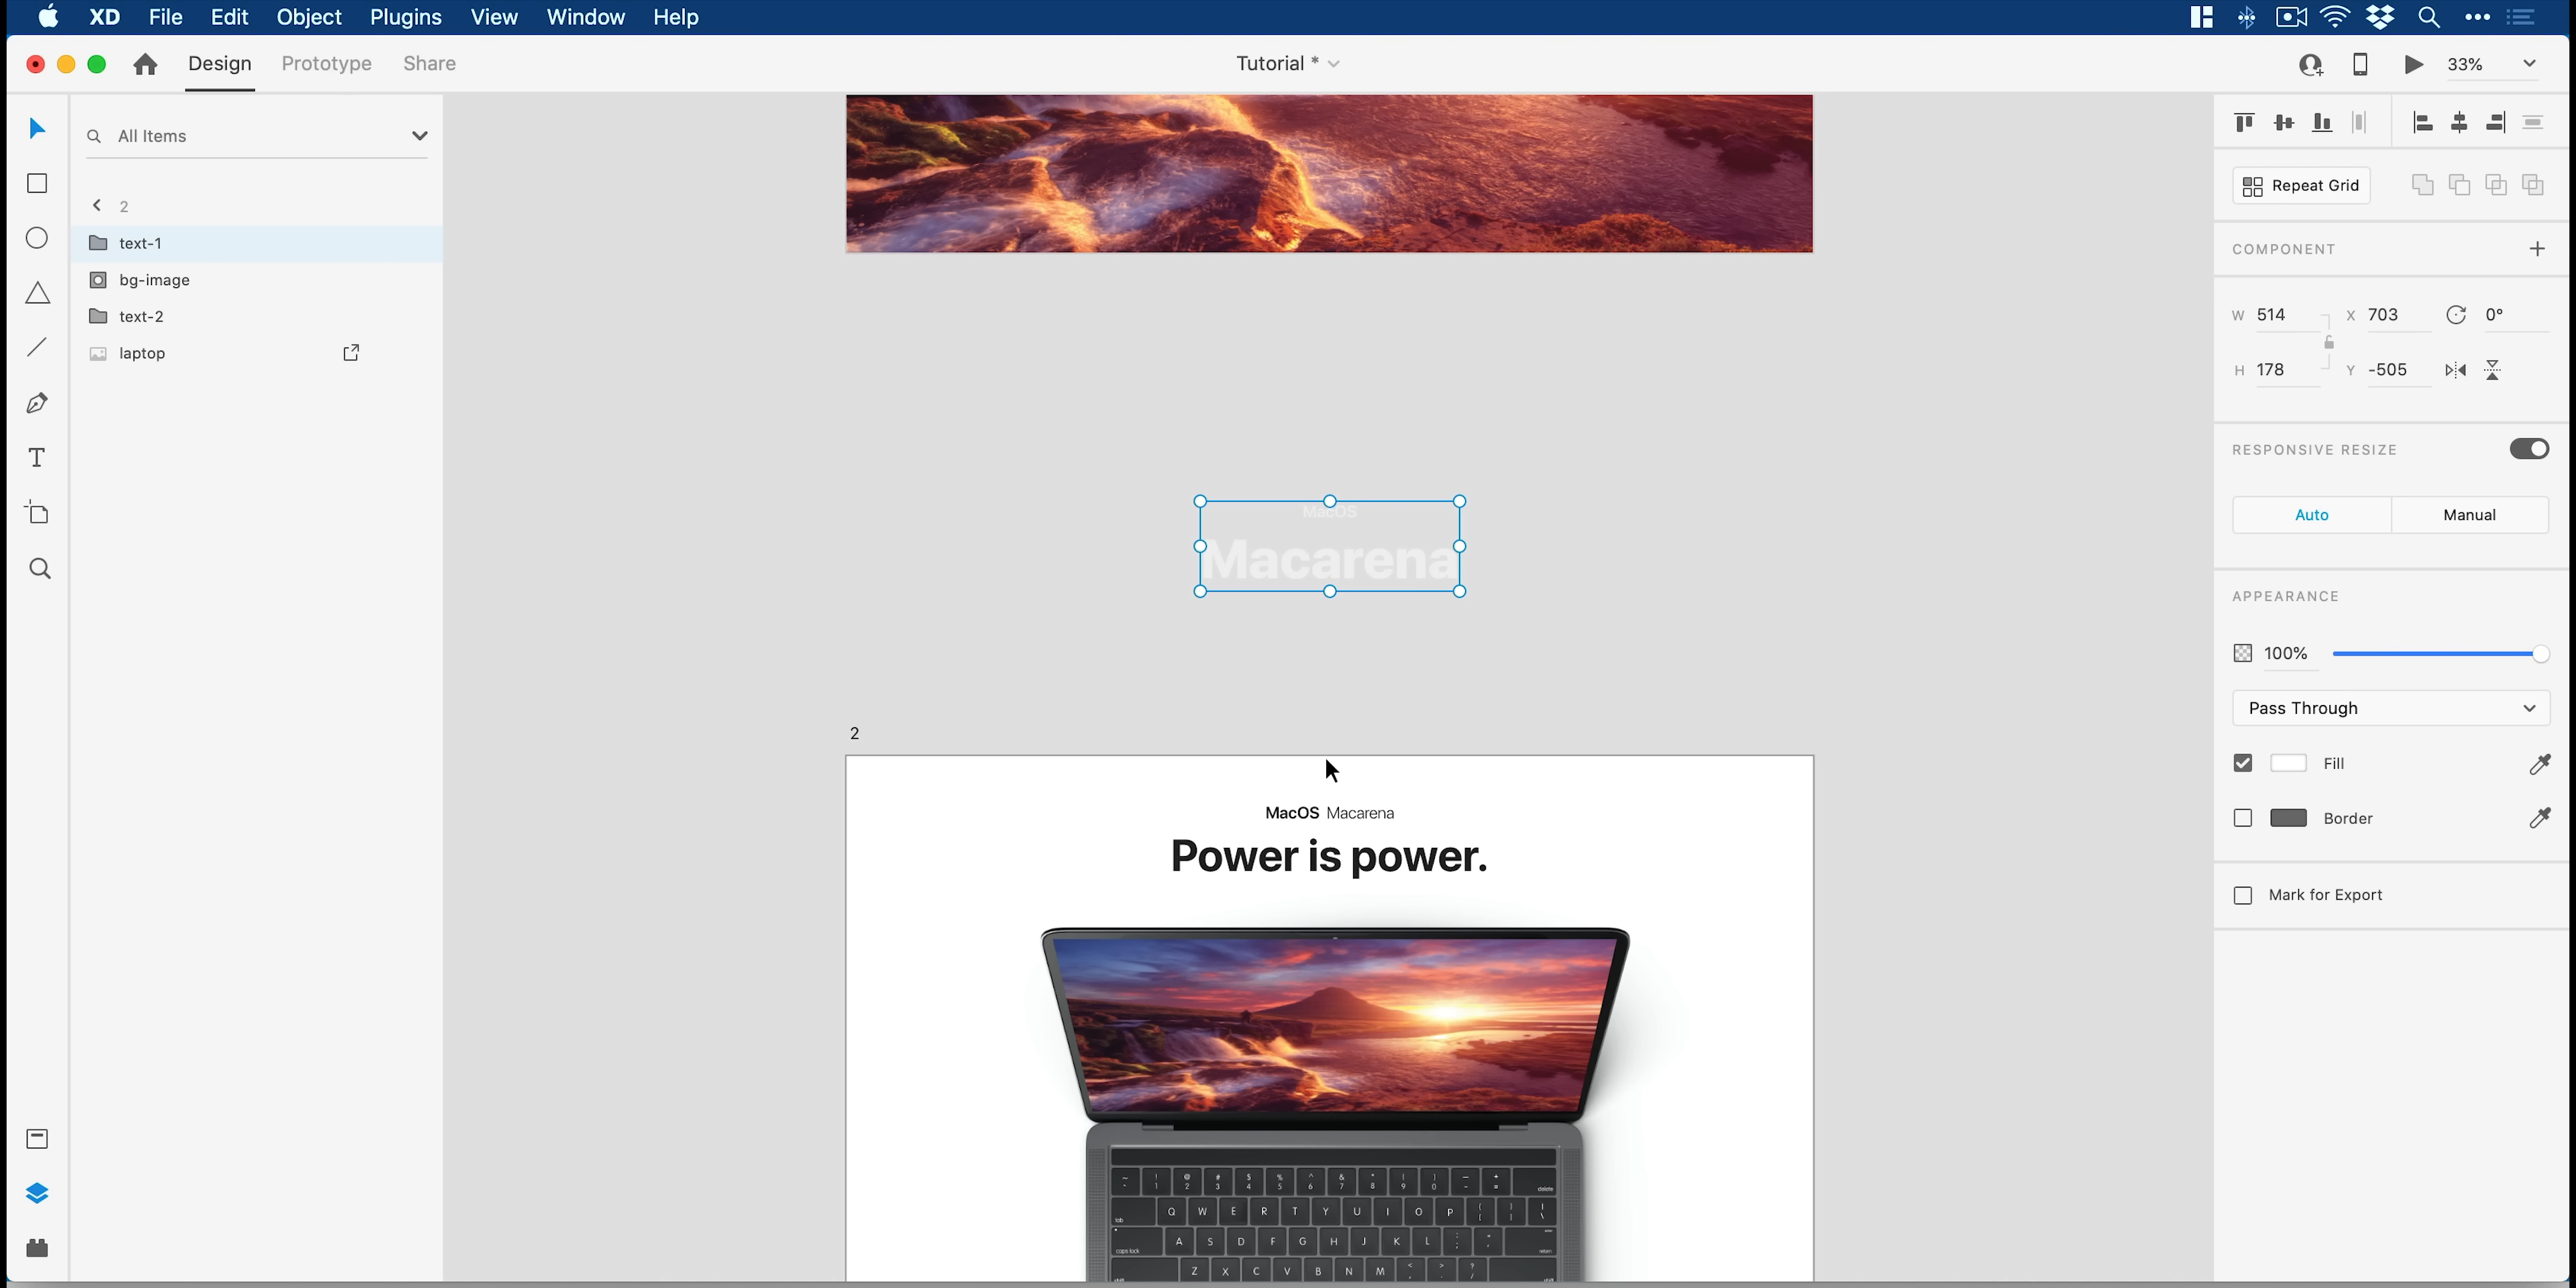 XD File Edit Object Plugins View Window Help
Design Prototype Share
Tutorial *
33%
All Items
2
text-1
bg-image
text-2
laptop
Repeat Grid
COMPONENT
W 514 X 703 0°
H 178 Y -505
RESPONSIVE RESIZE
Auto Manual
APPEARANCE
100%
Pass Through
Fill
Border
Mark for Export
MacOS
Macarena
2
MacOS Macarena
Power is power.
~ ! @ # $ % ^ & * ( ) — +
` 1 2 3 4 5 6 7 8 9 0 - = delete
tab Q W E R T Y U I O P { [ } ] | \
caps lock A S D F G H J K L : ; " ' return
shift Z X C V B N M < , > . ? /